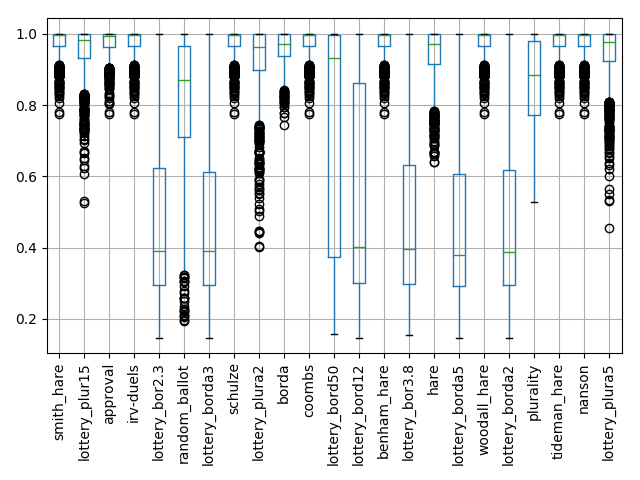 1.0
0.8
0.6
0.4
0.2
smith_hare
lottery_plur15
approval
irv-duels
lottery_bor2.3
random_ballot
lottery_borda3
schulze
lottery_plura2
borda
coombs
lottery_bord50
lottery_bord12
benham_hare
lottery_bor3.8
hare
lottery_borda5
woodall_hare
lottery_borda2
plurality
tideman_hare
nanson
lottery_plura5